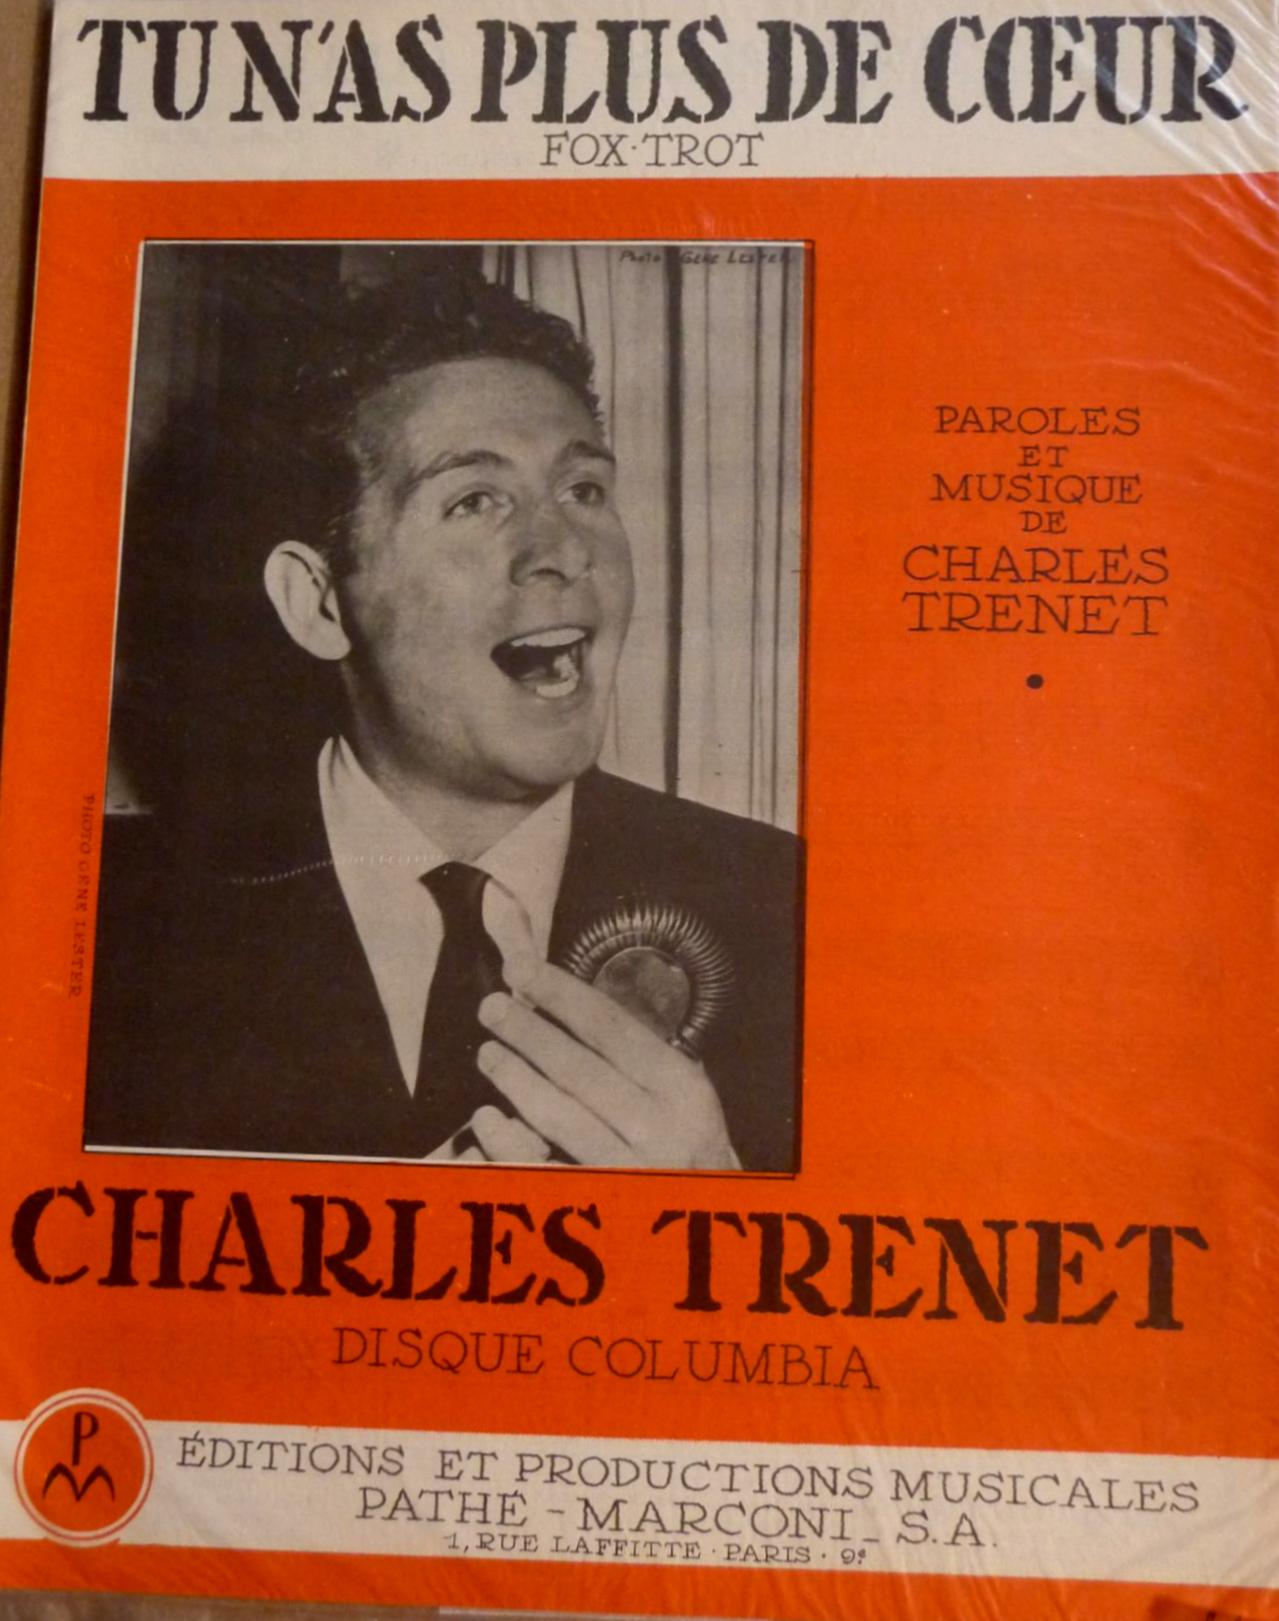 TU N'AS PLUS DE CŒUR
FOX·TROT
Photo Gene Lester
PAROLES
ET
MUSIQUE
DE
CHARLES
TRENET
PHOTO GENE LESTER
CHARLES TRENET
DISQUE COLUMBIA
PM
ÉDITIONS ET PRODUCTIONS MUSICALES
PATHÉ - MARCONI - S.A.
1, RUE LAFFITTE · PARIS · 9e